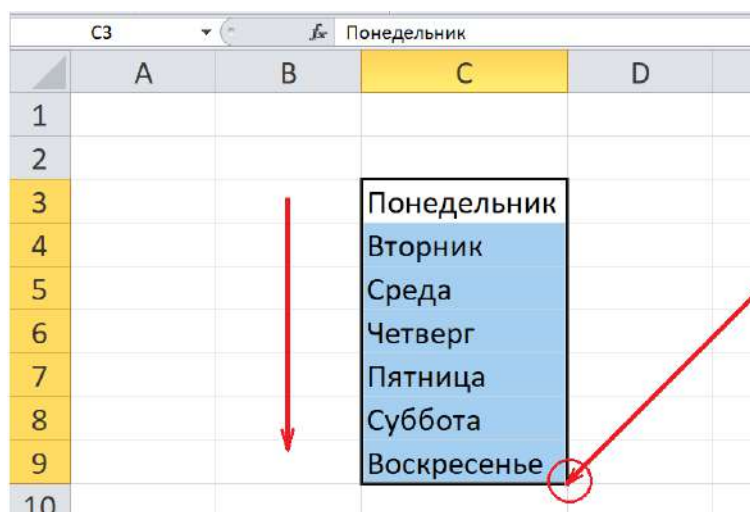 C3 fx Понедельник
A B C D
1
2
3 Понедельник
4 Вторник
5 Среда
6 Четверг
7 Пятница
8 Суббота
9 Воскресенье
10